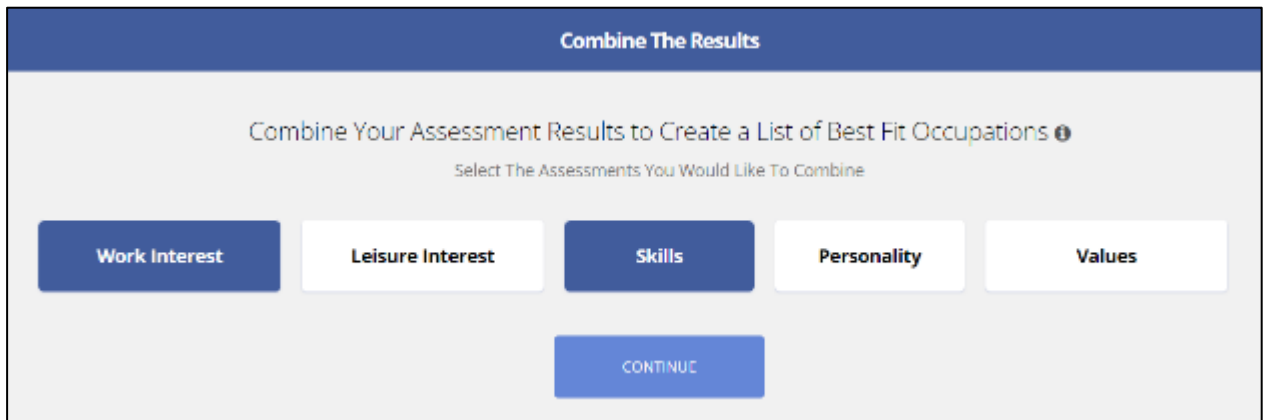 Combine The Results
Combine Your Assessment Results to Create a List of Best Fit Occupations
Select The Assessments You Would Like To Combine
Work Interest Leisure Interest Skills Personality Values
CONTINUE